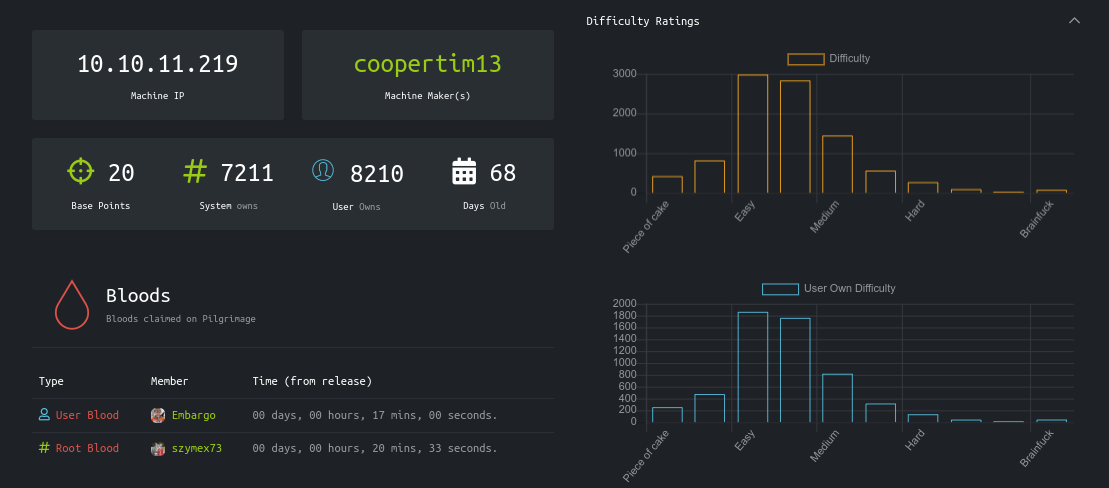 10.10.11.219
Machine IP
coopertim13
Machine Maker(s)
20
Base Points
7211
System owns
8210
User Owns
68
Days Old
Bloods
Bloods claimed on Pilgrimage
Type Member Time (from release)
User Blood Embargo 00 days, 00 hours, 17 mins, 00 seconds.
# Root Blood szymex73 00 days, 00 hours, 20 mins, 33 seconds.
Difficulty Ratings
Difficulty
3000
2000
1000
0
Piece of cake
Easy
Medium
Hard
Brainfuck
User Own Difficulty
2000
1800
1600
1400
1200
1000
800
600
400
200
0
Piece of cake
Easy
Medium
Hard
Brainfuck